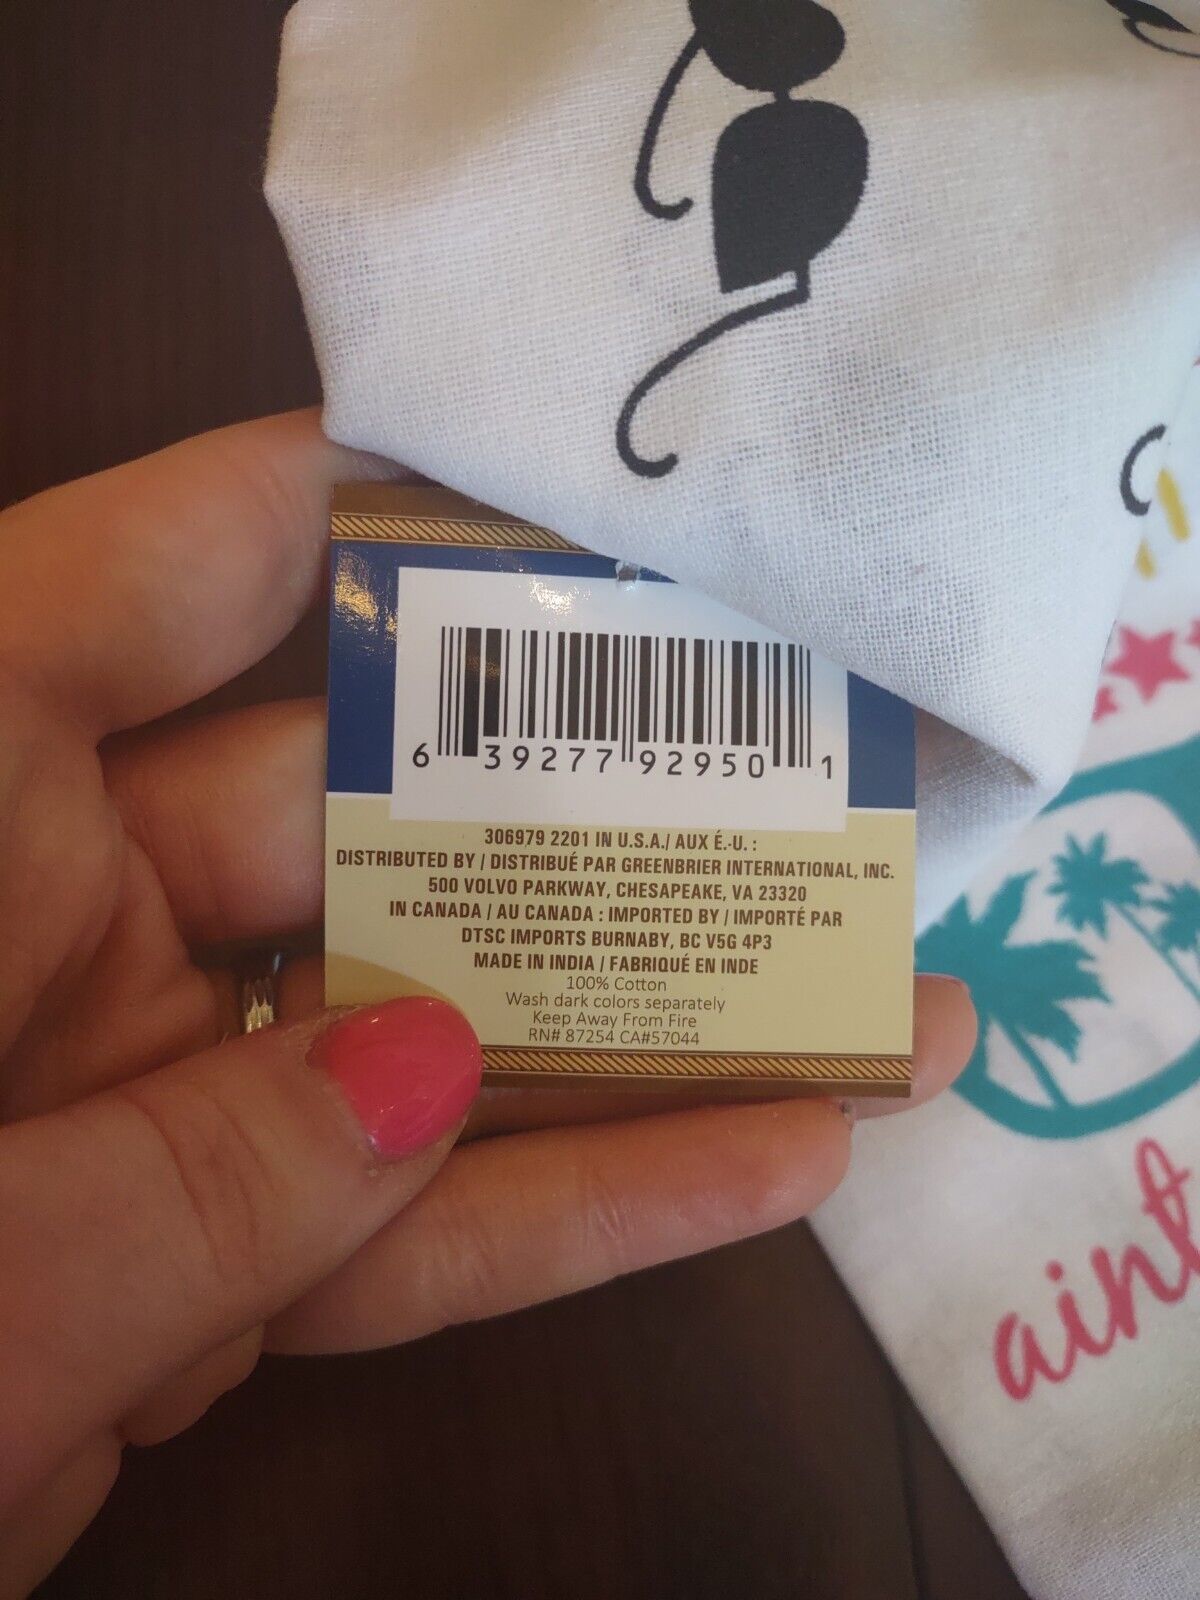 6 39277 92950 1
306979 2201 IN U.S.A./ AUX É.-U. :
DISTRIBUTED BY / DISTRIBUÉ PAR GREENBRIER INTERNATIONAL, INC.
500 VOLVO PARKWAY, CHESAPEAKE, VA 23320
IN CANADA / AU CANADA : IMPORTED BY / IMPORTÉ PAR
DTSC IMPORTS BURNABY, BC V5G 4P3
MADE IN INDIA / FABRIQUÉ EN INDE
100% Cotton
Wash dark colors separately
Keep Away From Fire
RN# 87254 CA#57044
aint